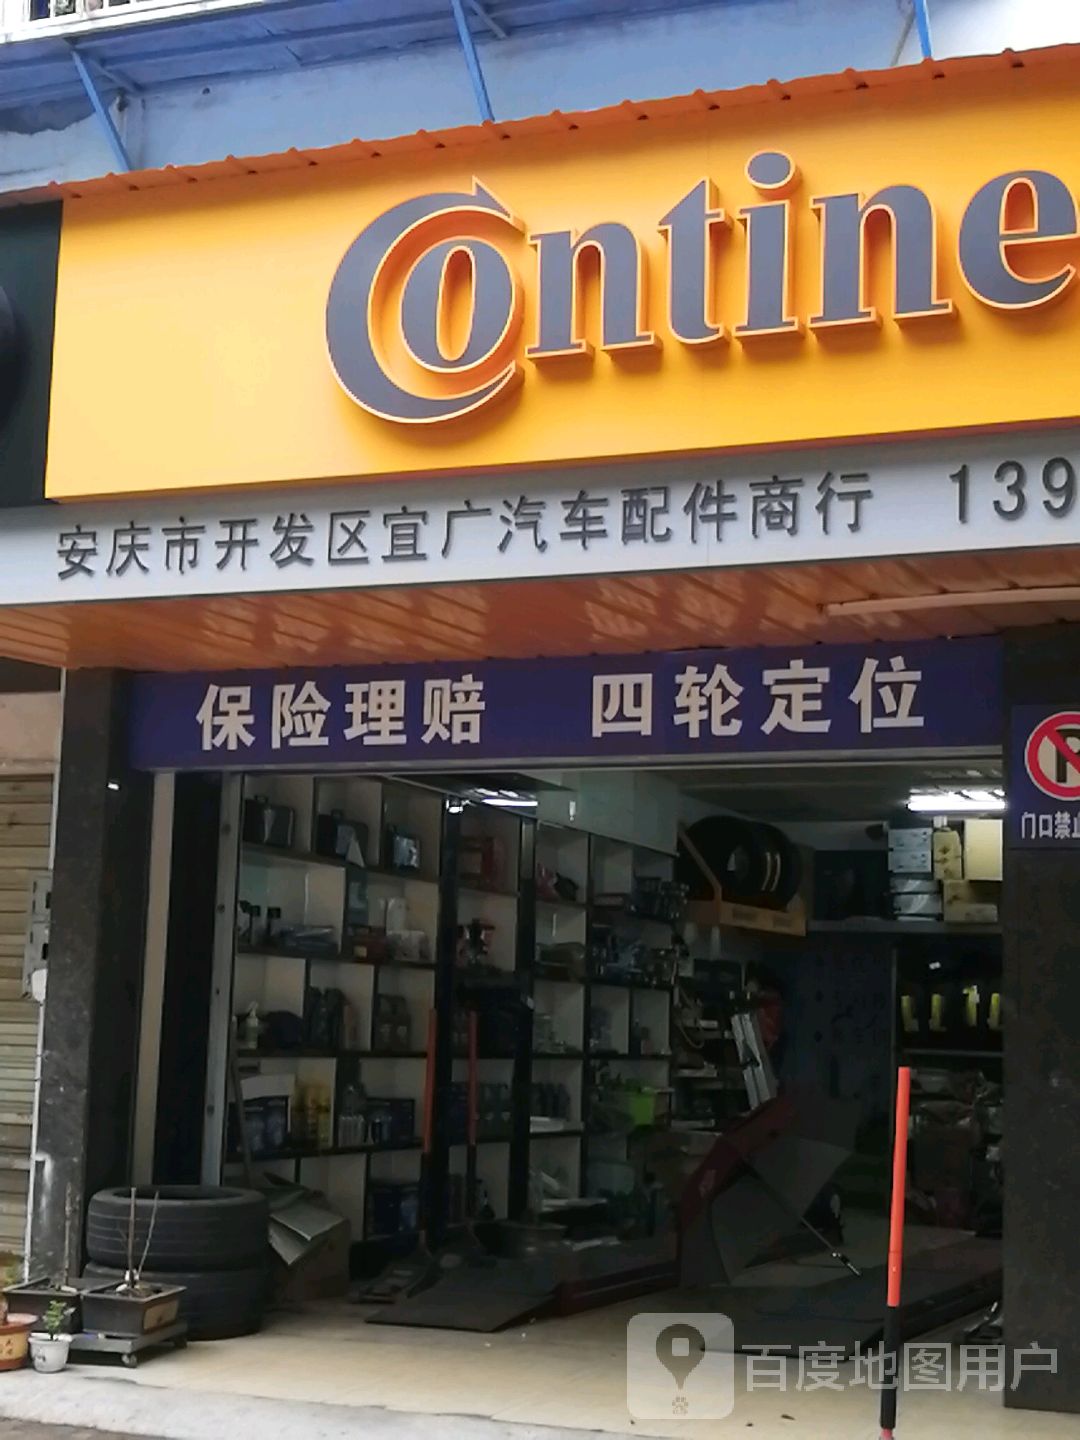 Contine
安庆市开发区宜广汽车配件商行 139
保险理赔 四轮定位
P
门口禁止
百度地图用户